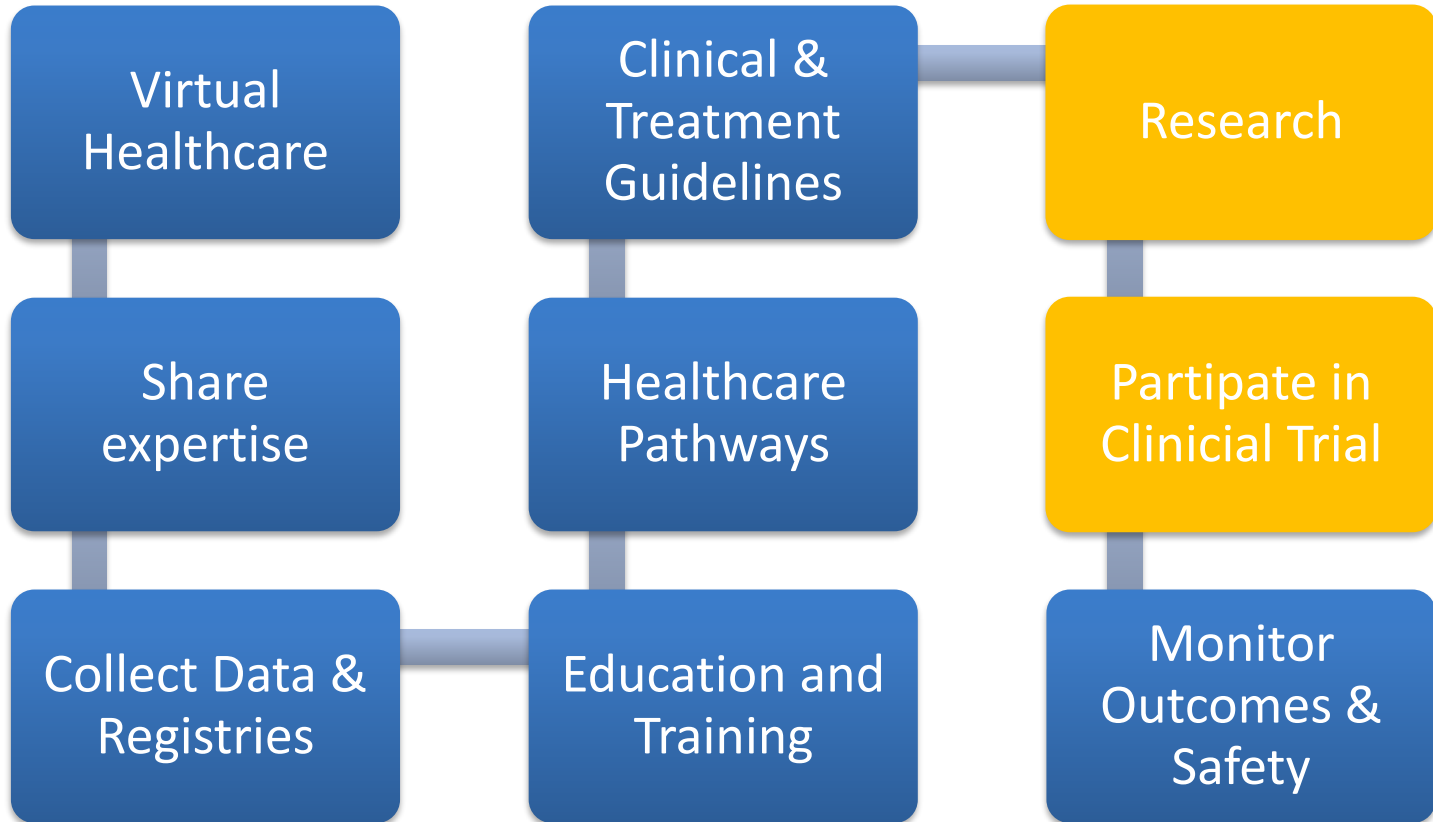 Virtual
Healthcare
Share
expertise
Collect Data &
Registries
Education and
Training
Healthcare
Pathways
Clinical &
Treatment
Guidelines
Research
Partipate in
Clinicial Trial
Monitor
Outcomes &
Safety